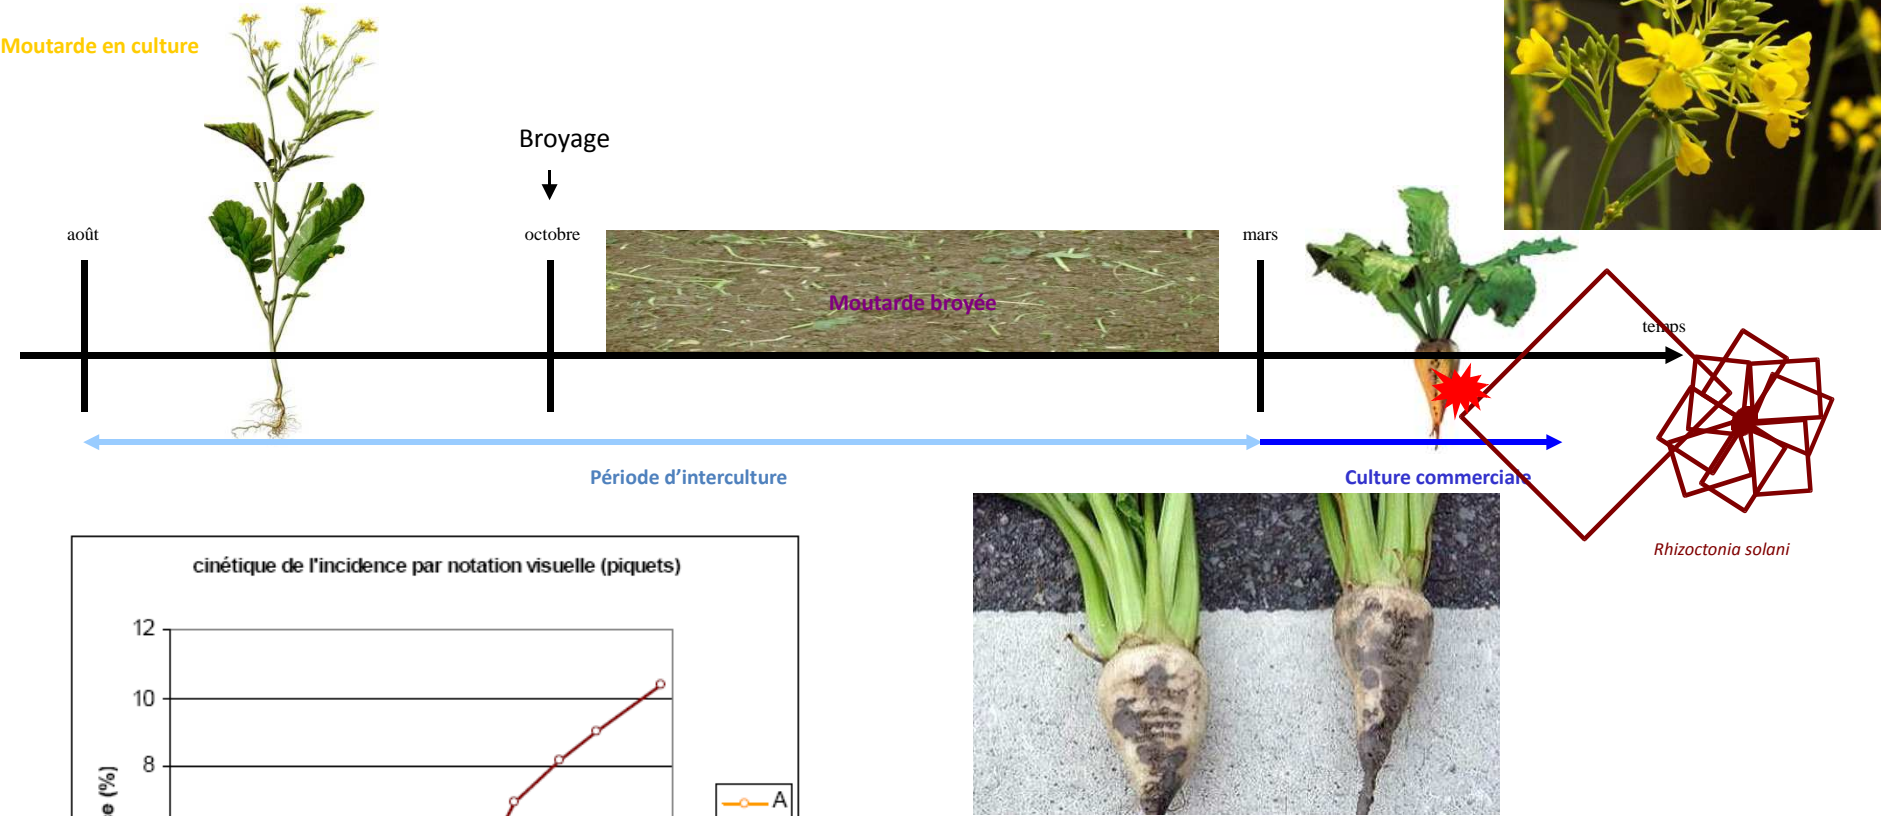 Moutarde en culture
Broyage
août
octobre
mars
Moutarde broyée
temps
Période d'interculture
Culture commerciale
Rhizoctonia solani
cinétique de l'incidence par notation visuelle (piquets)
12
10
8
(%)
A